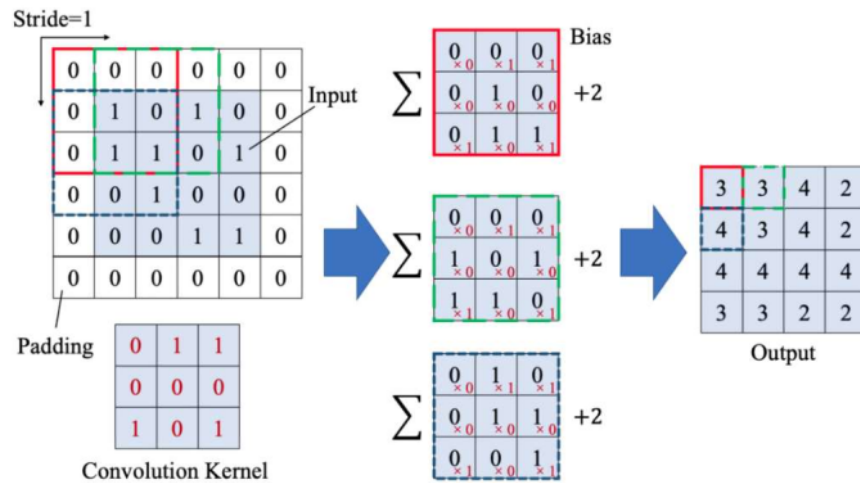 Stride=1
0 0 0 0 0 0
0 1 0 1 0 0
0 1 1 0 1 0
0 0 1 0 0 0
0 0 0 1 1 0
0 0 0 0 0 0
Input
Padding
0 1 1
0 0 0
1 0 1
Convolution Kernel
Bias
0 × 0 0 × 1 0 × 1
∑ 0 × 0 1 × 0 0 × 0 +2
0 × 1 1 × 0 1 × 1
0 × 0 0 × 1 0 × 1
∑ 1 × 0 0 × 0 1 × 0 +2
1 × 1 1 × 0 0 × 1
0 × 0 1 × 1 0 × 1
∑ 0 × 0 1 × 0 1 × 0 +2
0 × 1 0 × 0 1 × 1
3 3 4 2
4 3 4 2
4 4 4 4
3 3 2 2
Output